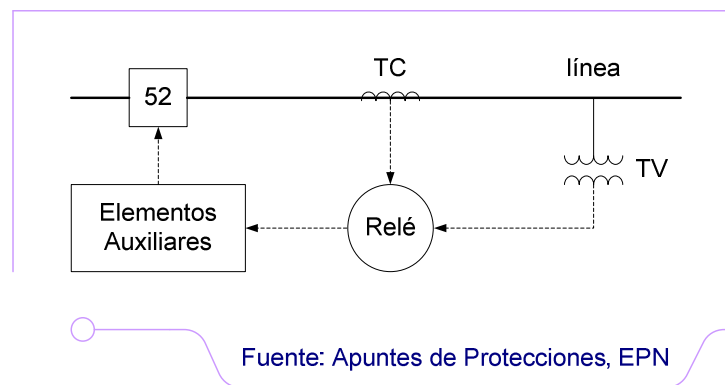 TC
línea
52
TV
Elementos
Auxiliares
Relé
Fuente: Apuntes de Protecciones, EPN